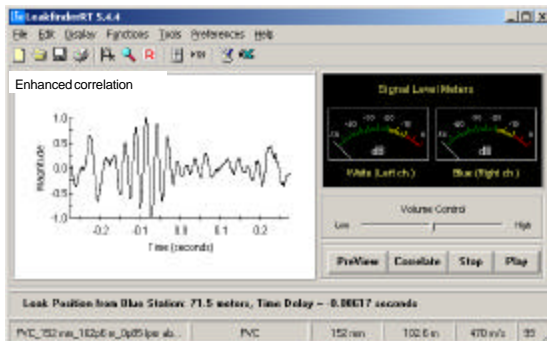 LeakfinderRT 5.4.4
File Edit Display Functions Tools Preferences Help
Enhanced correlation
1.0
0.5
0.0
-0.5
-1.0
Magnitude
-0.2 -0.1 0.0 0.1 0.2
Time (seconds)
Signal Level Meters
dB dB
White (Left ch.) Blue (Right ch.)
Volume Control
Low High
PreView Correlate Stop Play
Leak Position from Blue Station: 71.5 meters, Time Delay = -0.08617 seconds
PVC 152 mm 102.6 m 470 m/s